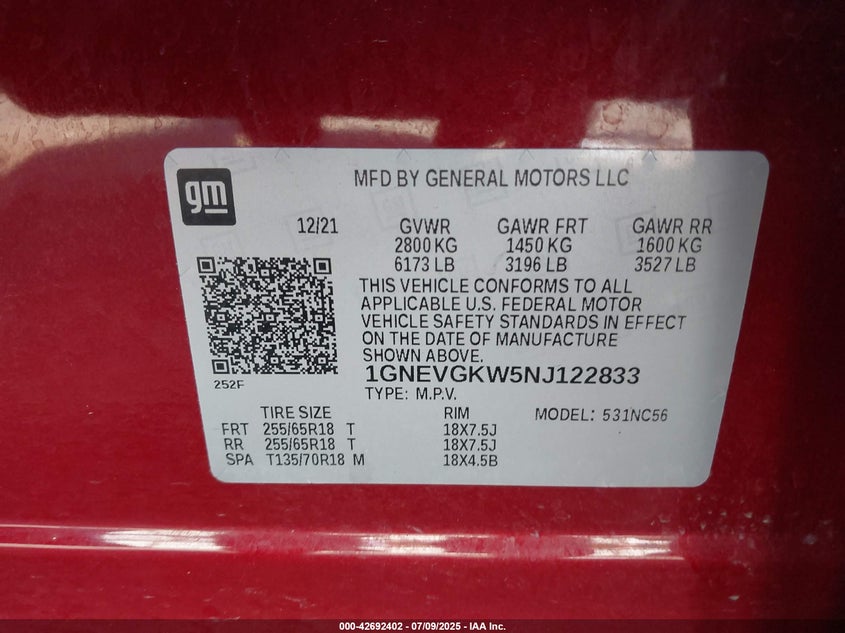 gm
MFD BY GENERAL MOTORS LLC
12/21 GVWR GAWR FRT GAWR RR
2800 KG 1450 KG 1600 KG
6173 LB 3196 LB 3527 LB
THIS VEHICLE CONFORMS TO ALL
APPLICABLE U.S. FEDERAL MOTOR
VEHICLE SAFETY STANDARDS IN EFFECT
ON THE DATE OF MANUFACTURE
SHOWN ABOVE.
1GNEVGKW5NJ122833
252F
TYPE: M.P.V.
TIRE SIZE RIM MODEL: 531NC56
FRT 255/65R18 T 18X7.5J
RR 255/65R18 T 18X7.5J
SPA T135/70R18 M 18X4.5B
000-42692402 - 07/09/2025 - IAA Inc.